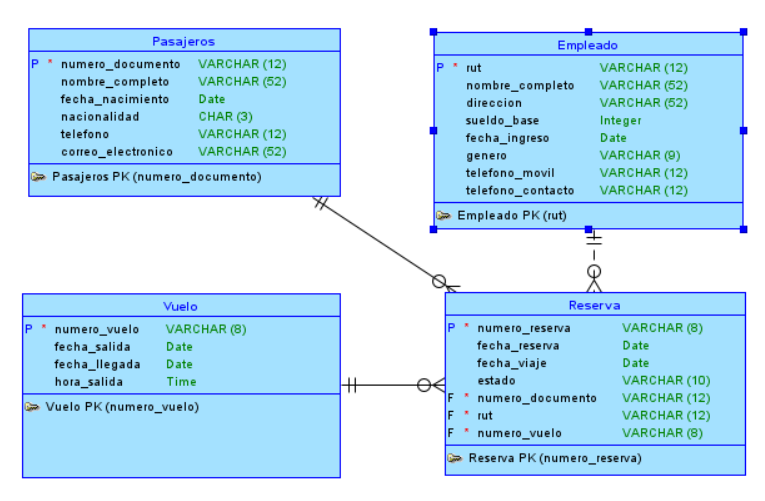 Pasajeros
P * numero_documento VARCHAR (12)
nombre_completo VARCHAR (52)
fecha_nacimiento Date
nacionalidad CHAR (3)
telefono VARCHAR (12)
correo_electronico VARCHAR (52)
Pasajeros PK (numero_documento)
Empleado
P * rut VARCHAR (12)
nombre_completo VARCHAR (52)
direccion VARCHAR (52)
sueldo_base Integer
fecha_ingreso Date
genero VARCHAR (9)
telefono_movil VARCHAR (12)
telefono_contacto VARCHAR (12)
Empleado PK (rut)
Vuelo
P * numero_vuelo VARCHAR (8)
fecha_salida Date
fecha_llegada Date
hora_salida Time
Vuelo PK (numero_vuelo)
Reserva
P * numero_reserva VARCHAR (8)
fecha_reserva Date
fecha_viaje Date
estado VARCHAR (10)
F * numero_documento VARCHAR (12)
F * rut VARCHAR (12)
F * numero_vuelo VARCHAR (8)
Reserva PK (numero_reserva)